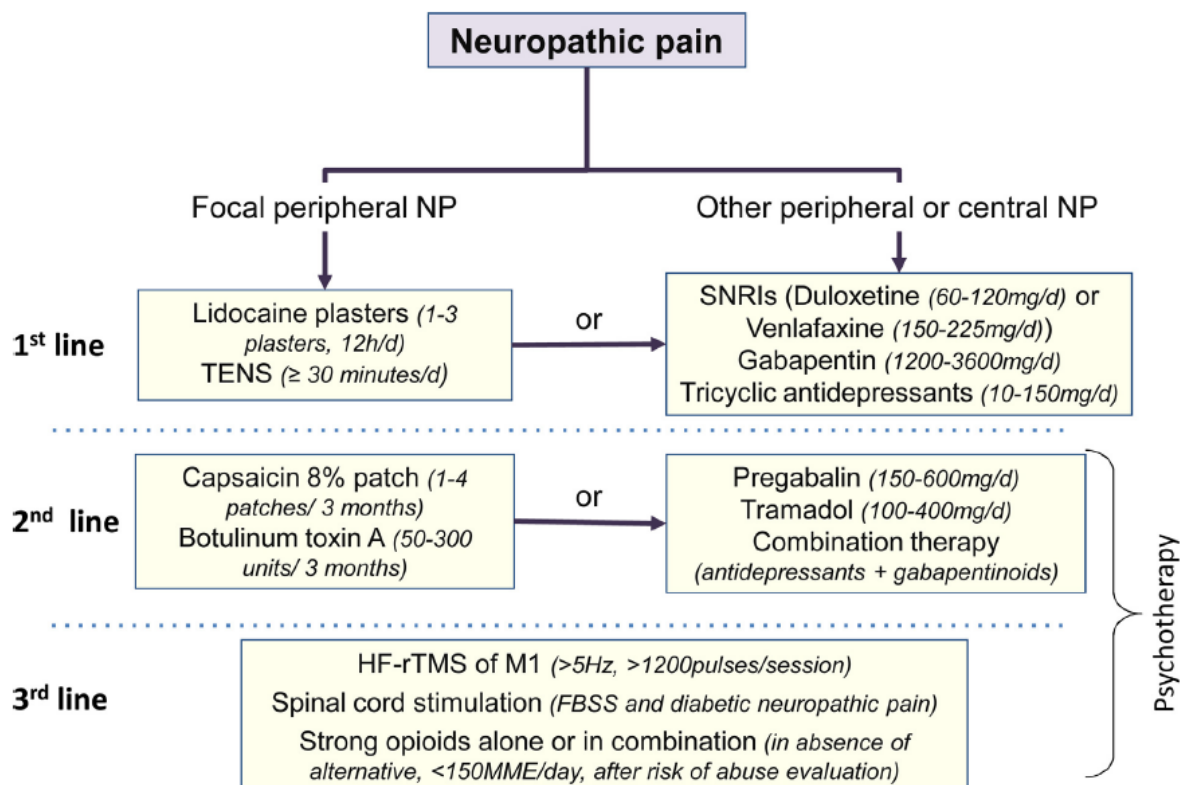 Neuropathic pain
Focal peripheral NP
Other peripheral or central NP
1st line
Lidocaine plasters (1-3
plasters, 12h/d)
TENS (≥ 30 minutes/d)
or
SNRIs (Duloxetine (60-120mg/d) or
Venlafaxine (150-225mg/d))
Gabapentin (1200-3600mg/d)
Tricyclic antidepressants (10-150mg/d)
2nd line
Capsaicin 8% patch (1-4
patches/ 3 months)
Botulinum toxin A (50-300
units/ 3 months)
or
Pregabalin (150-600mg/d)
Tramadol (100-400mg/d)
Combination therapy
(antidepressants + gabapentinoids)
3rd line
HF-rTMS of M1 (>5Hz, >1200pulses/session)
Spinal cord stimulation (FBSS and diabetic neuropathic pain)
Strong opioids alone or in combination (in absence of
alternative, <150MME/day, after risk of abuse evaluation)
Psychotherapy